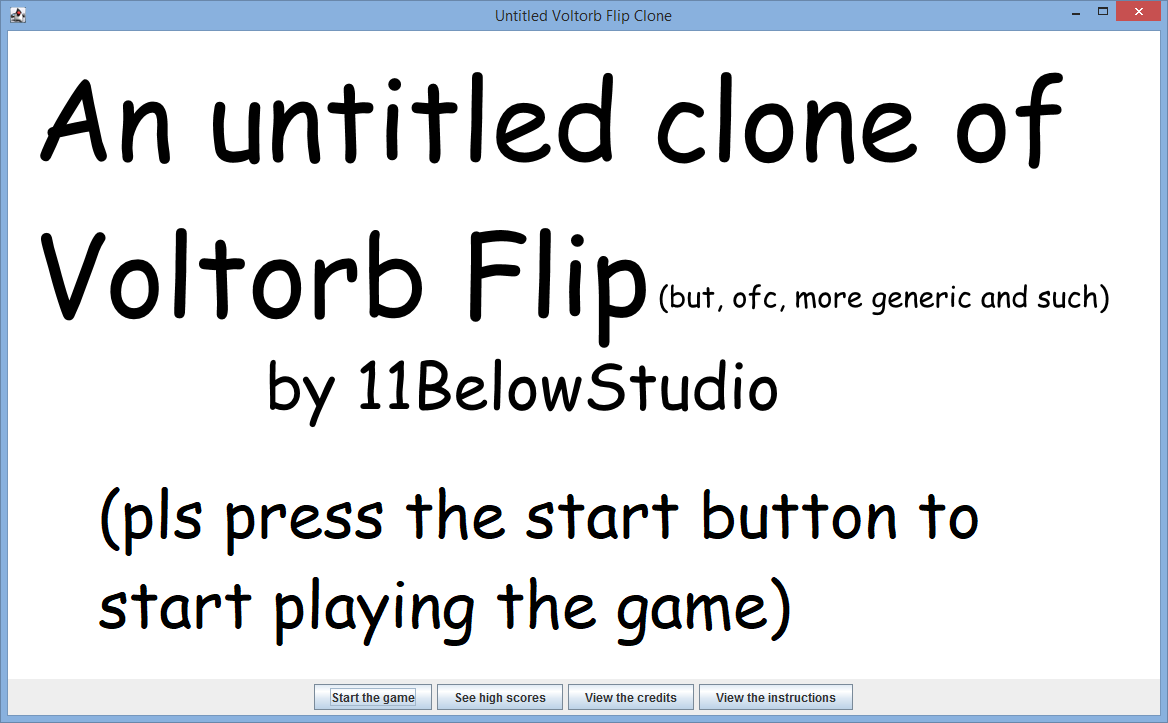 Untitled Voltorb Flip Clone
An untitled clone of
Voltorb Flip (but, ofc, more generic and such)
by 11BelowStudio
(pls press the start button to
start playing the game)
Start the game See high scores View the credits View the instructions